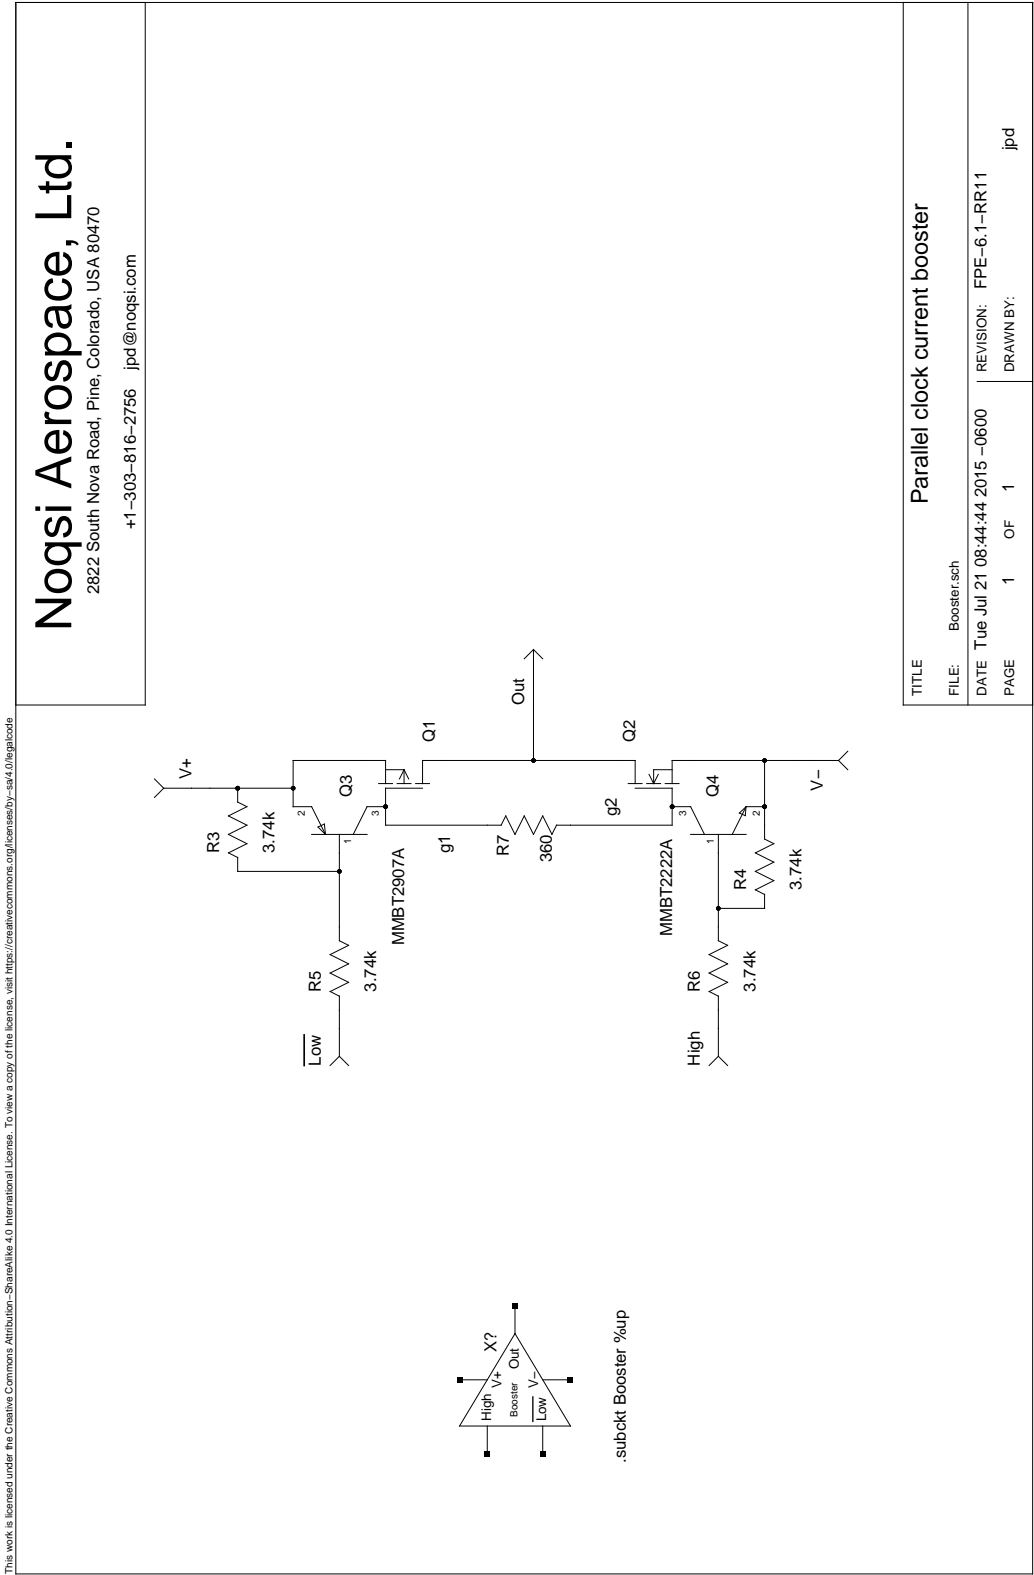 This work is licensed under the Creative Commons Attribution−ShareAlike 4.0 International License. To view a copy of the license, visit https://creativecommons.org/licenses/by−sa/4.0/legalcode
Noqsi Aerospace, Ltd.
2822 South Nova Road, Pine, Colorado, USA 80470
+1−303−816−2756 jpd@noqsi.com
V+
R3
3.74k
Low
R5
3.74k
2
1
3
Q3
MMBT2907A
Q1
g1
R7
360
Out
g2
Q2
MMBT2222A
3
1
2
Q4
High
R6
3.74k
R4
3.74k
V−
X?
High
V+
Booster
Out
Low
V−
.subckt Booster %up
TITLE
Parallel clock current booster
FILE: Booster.sch
DATE Tue Jul 21 08:44:44 2015 −0600
REVISION: FPE−6.1−RR11
PAGE 1 OF 1
DRAWN BY: jpd